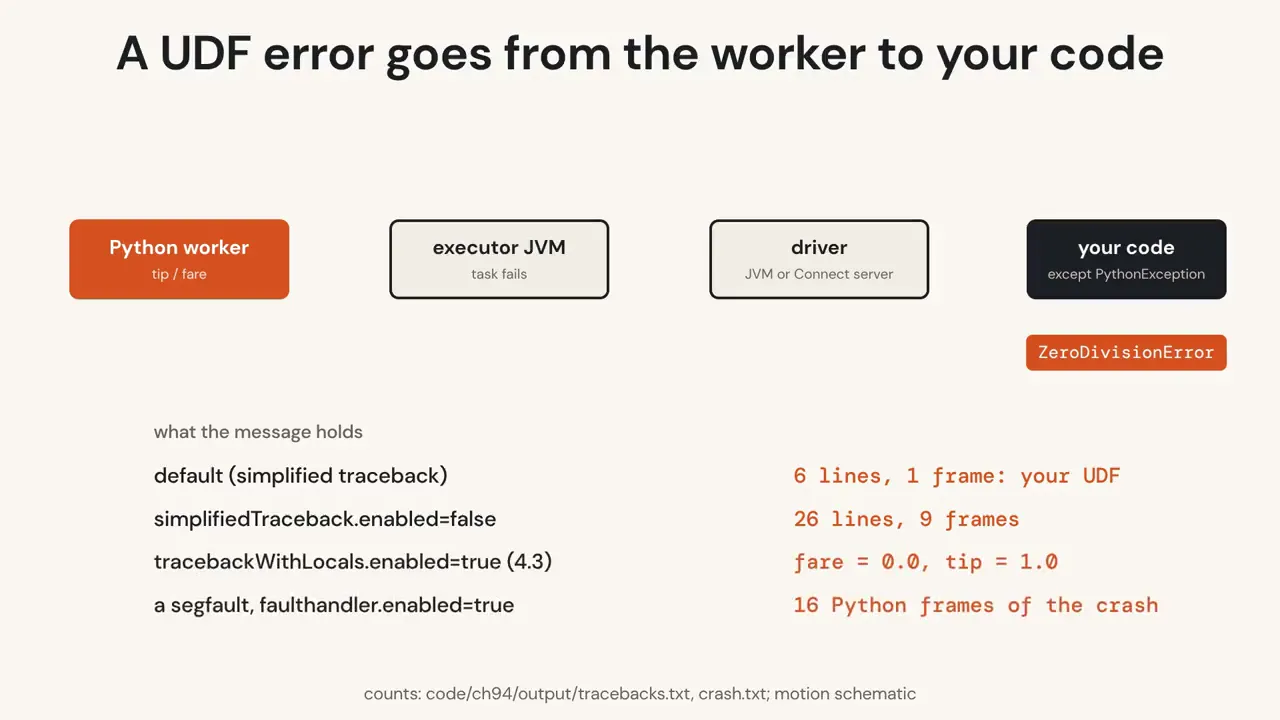 A UDF error goes from the worker to your code
Python worker
tip / fare
executor JVM
task fails
driver
JVM or Connect server
your code
except PythonException
ZeroDivisionError
what the message holds
default (simplified traceback)
6 lines, 1 frame: your UDF
simplifiedTraceback.enabled=false
26 lines, 9 frames
tracebackWithLocals.enabled=true (4.3)
fare = 0.0, tip = 1.0
a segfault, faulthandler.enabled=true
16 Python frames of the crash
counts: code/ch94/output/tracebacks.txt, crash.txt; motion schematic